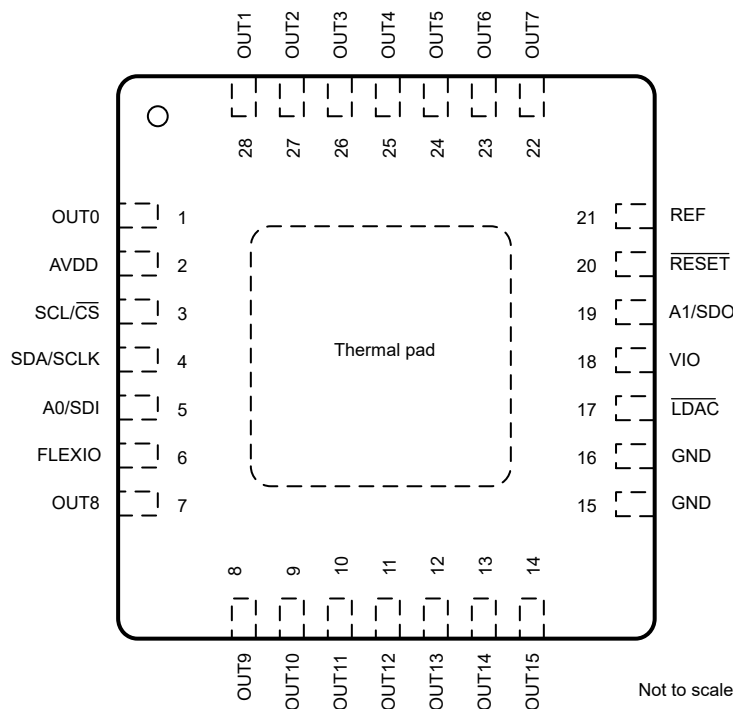 OUT1 OUT2 OUT3 OUT4 OUT5 OUT6 OUT7
28 27 26 25 24 23 22
OUT0 1 21 REF
AVDD 2 20 RESET
SCL/CS 3 19 A1/SDO
Thermal pad
SDA/SCLK 4 18 VIO
A0/SDI 5 17 LDAC
FLEXIO 6 16 GND
OUT8 7 15 GND
8 9 10 11 12 13 14
OUT9 OUT10 OUT11 OUT12 OUT13 OUT14 OUT15
Not to scale